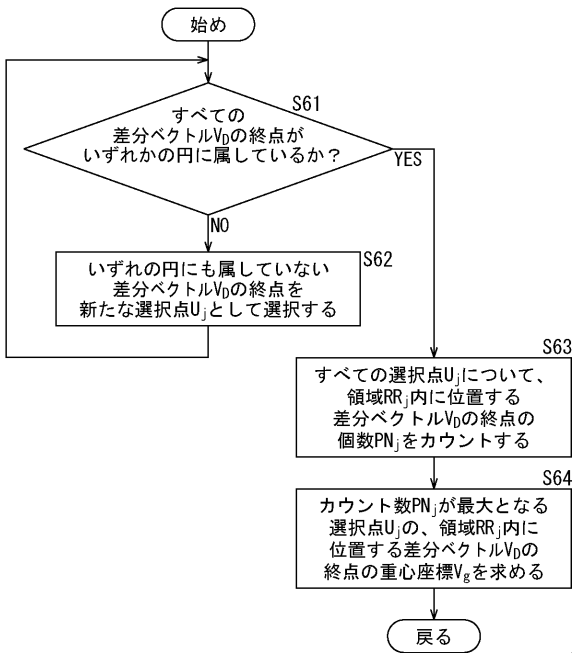 始め
S61
すべての
差分ベクトルVDの終点が
いずれかの円に属しているか？
YES
NO
S62
いずれの円にも属していない
差分ベクトルVDの終点を
新たな選択点Ujとして選択する
S63
すべての選択点Ujについて、
領域RRj内に位置する
差分ベクトルVDの終点の
個数PNjをカウントする
S64
カウント数PNjが最大となる
選択点Ujの、領域RRj内に
位置する差分ベクトルVDの
終点の重心座標Vgを求める
戻る